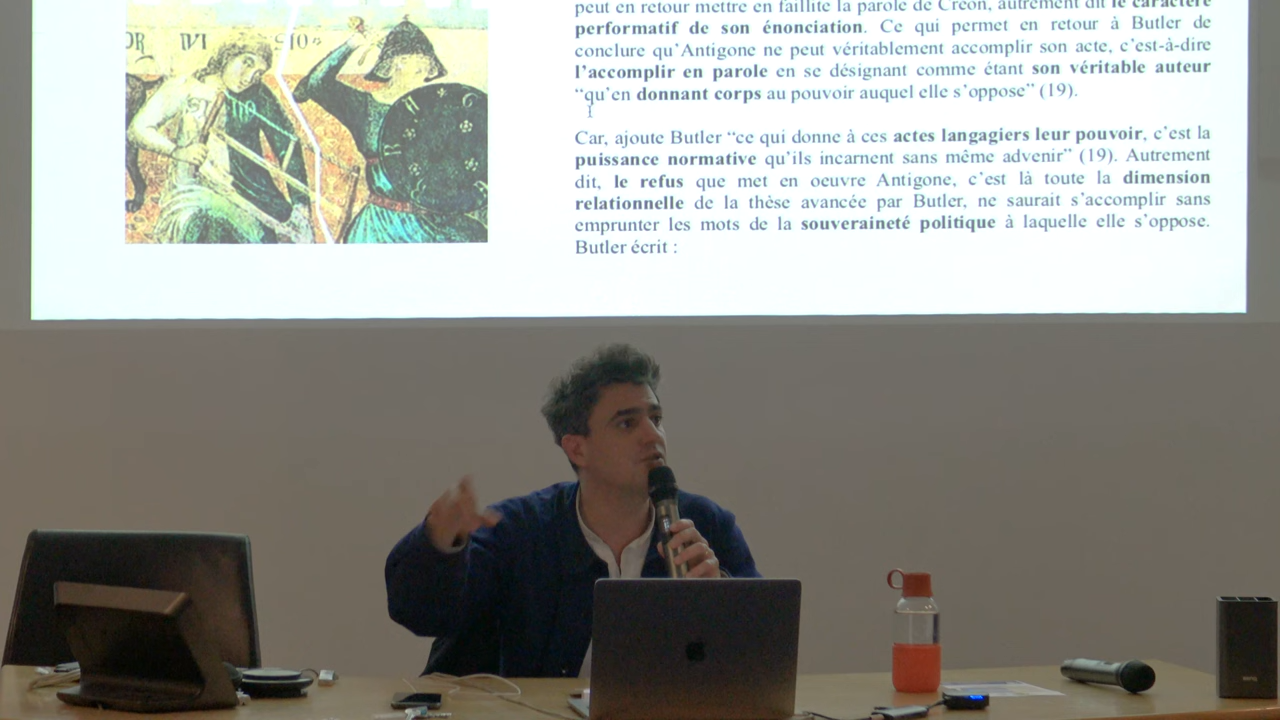 peut en retour mettre en faillite la parole de Créon, autrement dit le caractère
performatif de son énonciation. Ce qui permet en retour à Butler de
conclure qu'Antigone ne peut véritablement accomplir son acte, c'est-à-dire
l'accomplir en parole en se désignant comme étant son véritable auteur
“qu'en donnant corps au pouvoir auquel elle s'oppose” (19).
Car, ajoute Butler “ce qui donne à ces actes langagiers leur pouvoir, c'est la
puissance normative qu'ils incarnent sans même advenir” (19). Autrement
dit, le refus que met en oeuvre Antigone, c'est là toute la dimension
relationnelle de la thèse avancée par Butler, ne saurait s'accomplir sans
emprunter les mots de la souveraineté politique à laquelle elle s'oppose.
Butler écrit :